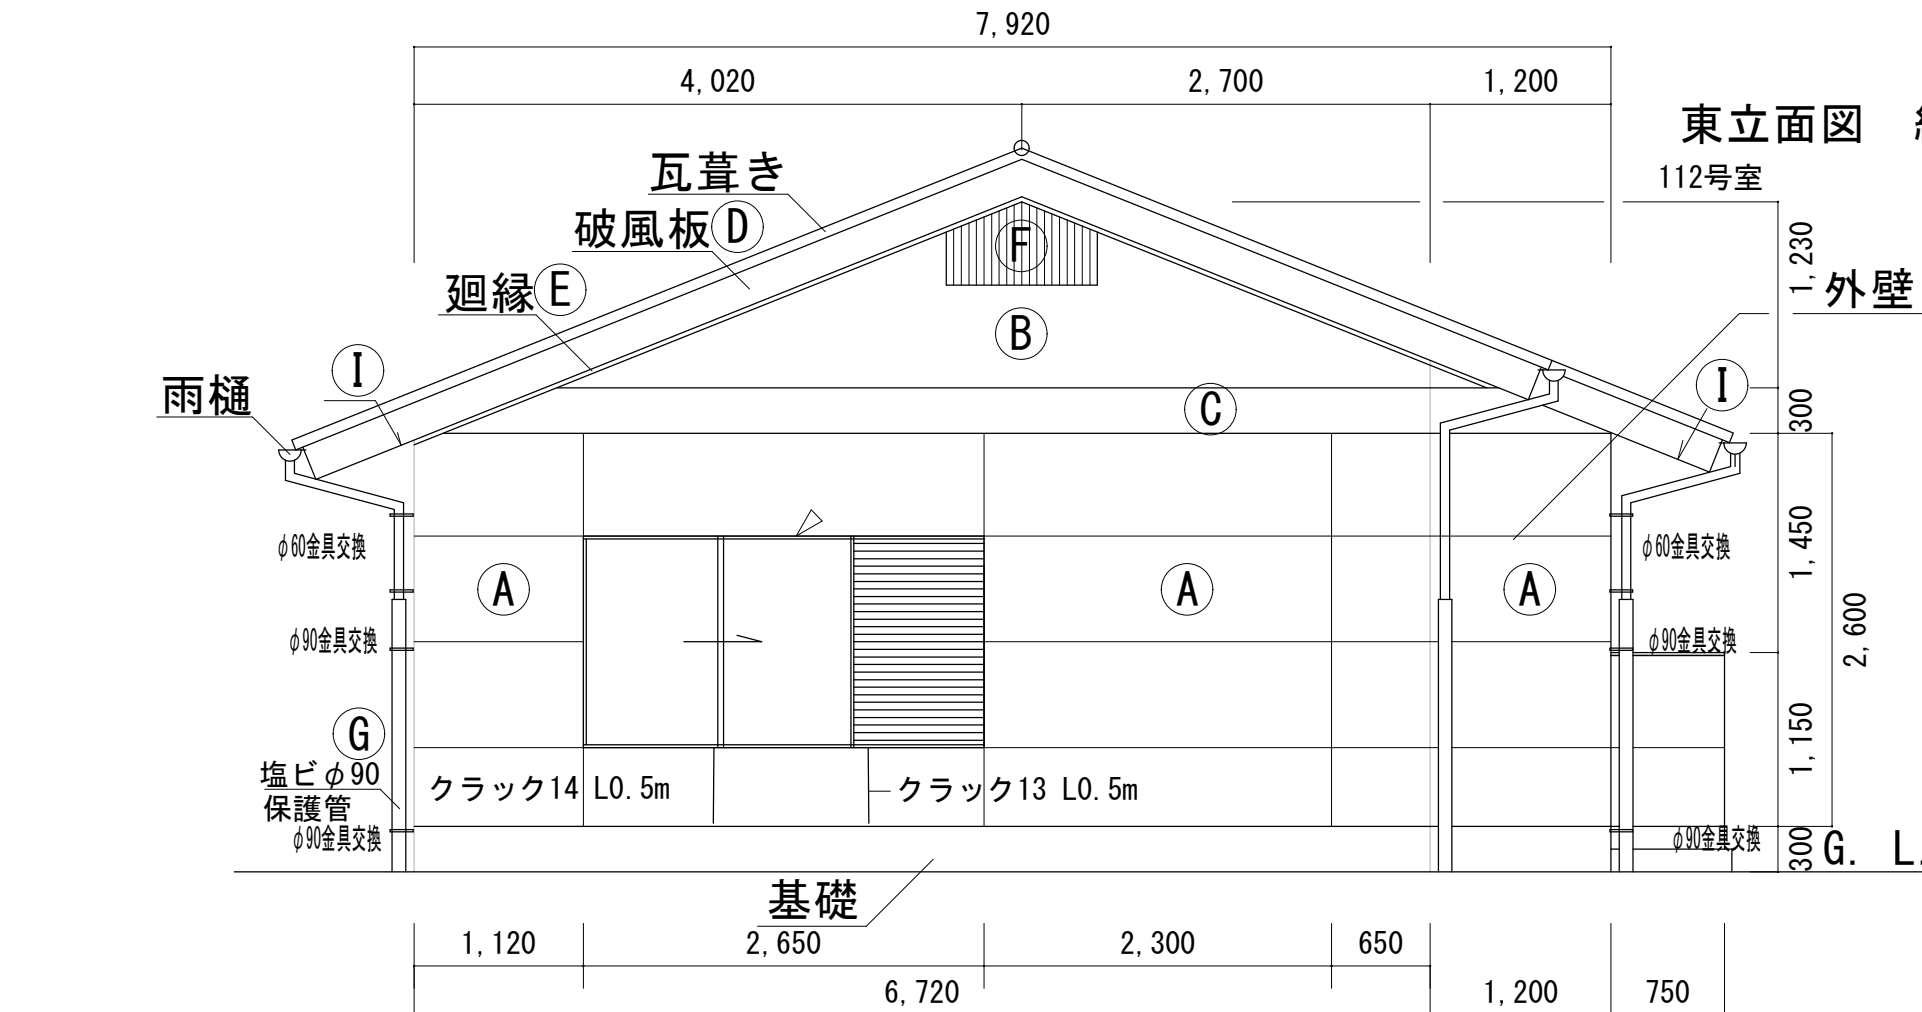 7,920
4,020 2,700 1,200
東立面図
112号室
瓦葺き
破風板 D
廻縁 E
F
B
1,230
外壁
I
I
雨樋
C
300
φ60金具交換
φ60金具交換
1,450
A
A
A
2,600
φ90金具交換
φ90金具交換
G
塩ビφ90
保護管
クラック14 L0.5m
クラック13 L0.5m
1,150
φ90金具交換
φ90金具交換
300
G. L.
基礎
1,120 2,650 2,300 650
6,720 1,200 750